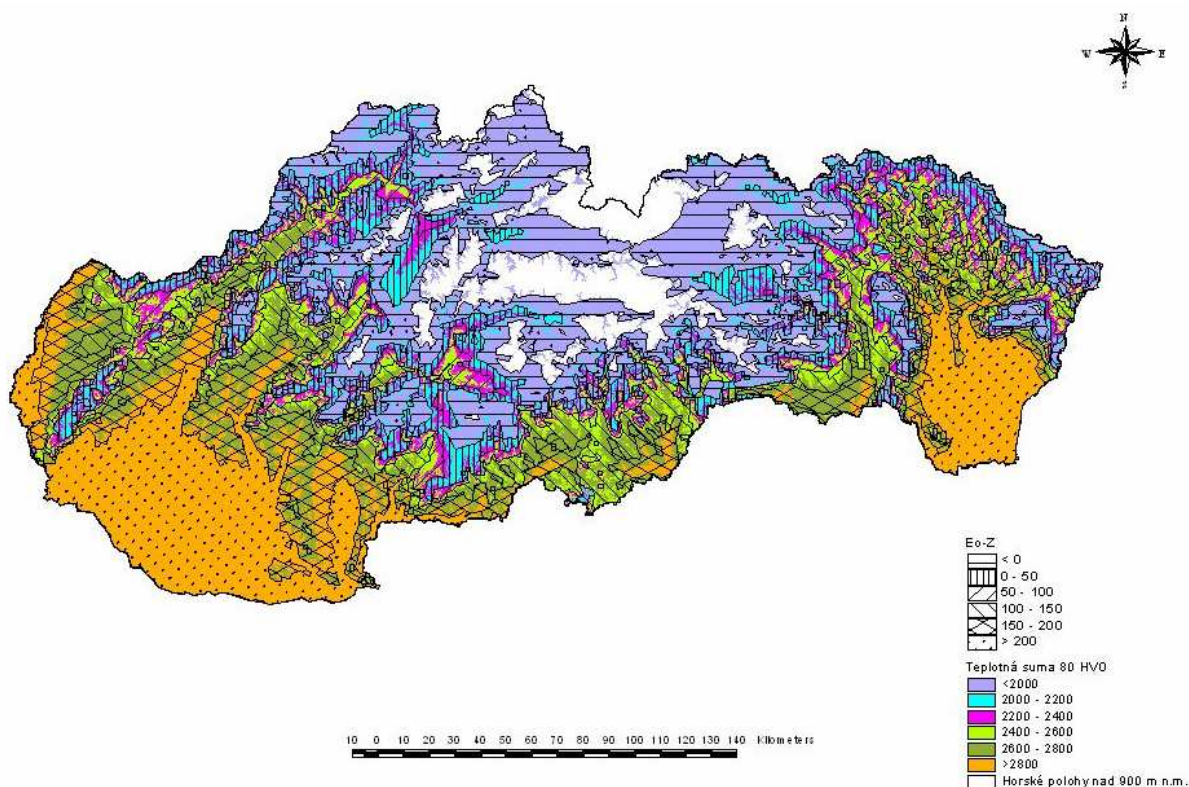 N
W E
S
Eo-Z
< 0
0 - 50
50 - 100
100 - 150
150 - 200
> 200
Teplotná suma 80 HV0
<2000
2000 - 2200
2200 - 2400
2400 - 2600
2600 - 2800
>2800
Horské polohy nad 900 m n.m.
10 0 10 20 30 40 50 60 70 80 90 100 110 120 130 140 Kilometers